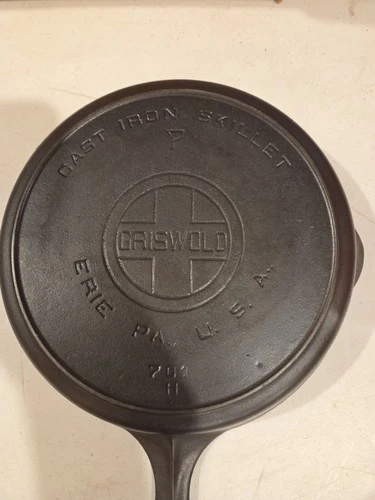 CAST IRON SKILLET
7
GRISWOLD
ERIE PA., U.S.A.
701
H